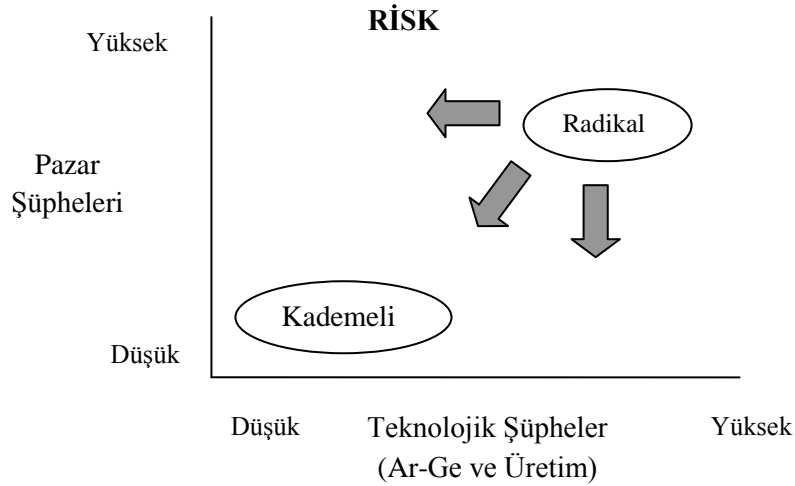 RİSK
Yüksek
Radikal
Pazar
Şüpheleri
Kademeli
Düşük
Düşük
Teknolojik Şüpheler
Yüksek
(Ar-Ge ve Üretim)